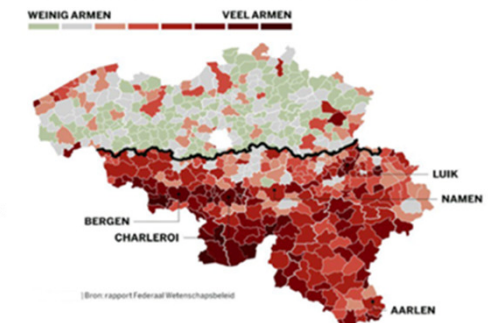 WEINIG ARMEN
VEEL ARMEN
LUIK
NAMEN
BERGEN
CHARLEROI
| Bron: rapport Federaal Wetenschapsbeleid
AARLEN